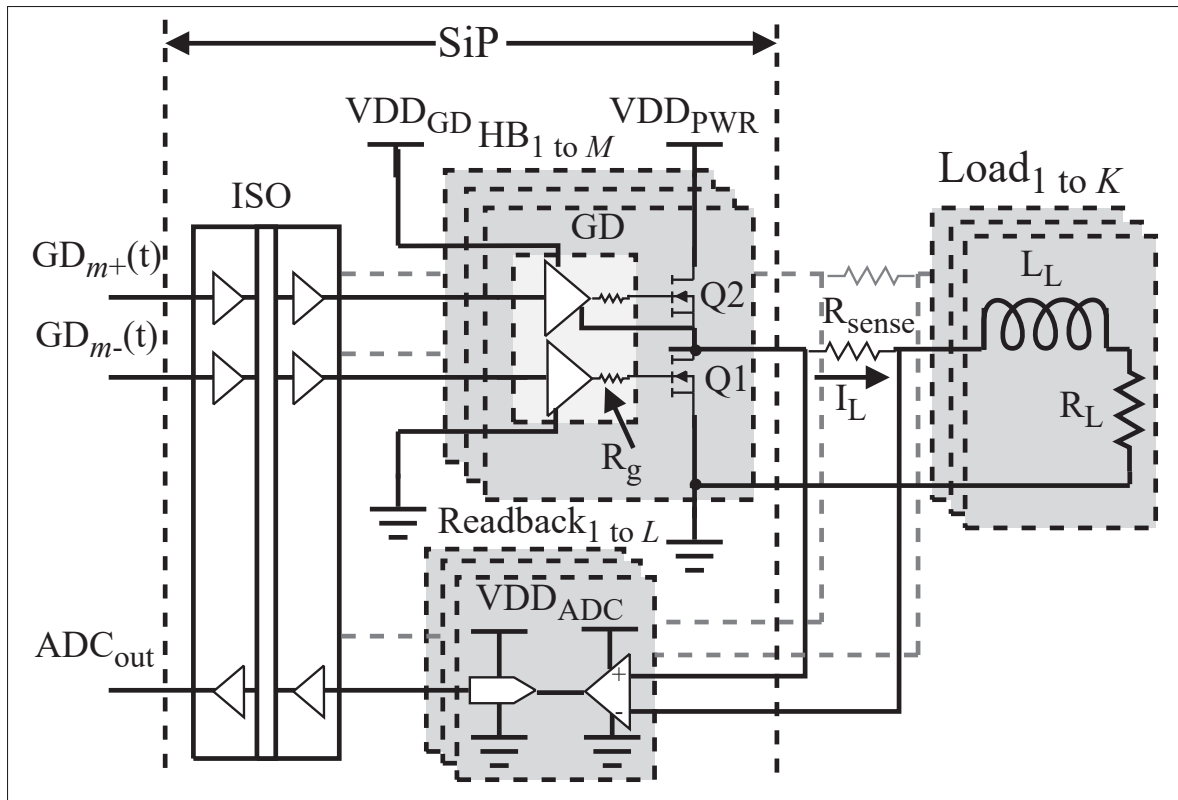 SiP
VDD_GD
HB_1 to M
VDD_PWR
Load_1 to K
ISO
GD
GD_m+(t)
L_L
Q2
R_sense
GD_m-(t)
Q1
I_L
R_L
R_g
Readback_1 to L
VDD_ADC
ADC_out
+
-